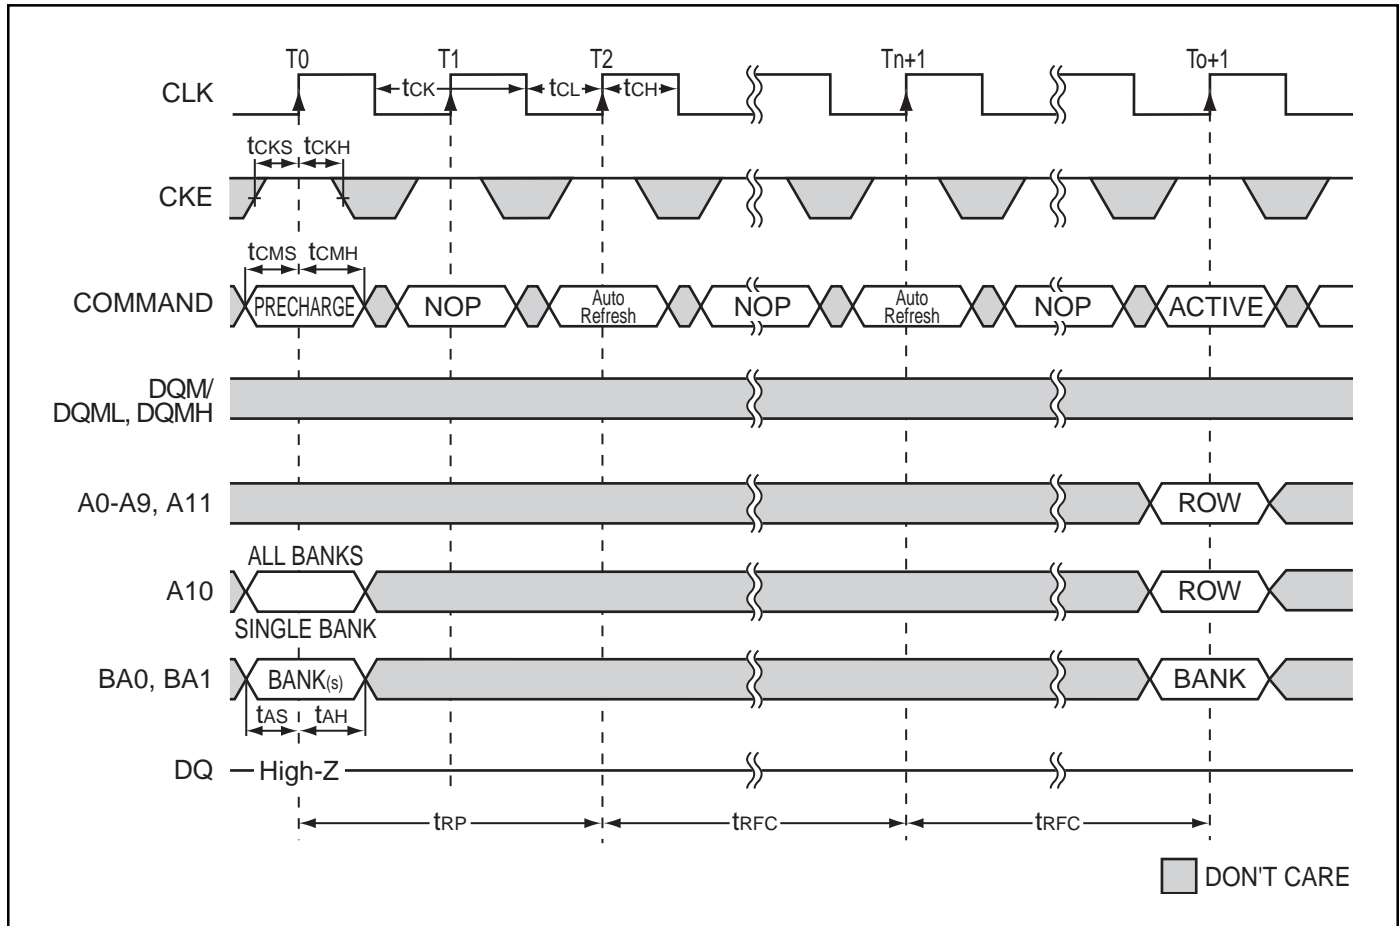 T0 T1 T2 Tn+1 To+1
CLK tCK tCL tCH
tCKS tCKH
CKE
tCMS tCMH
COMMAND PRECHARGE NOP Auto Refresh NOP Auto Refresh NOP ACTIVE
DQM/
DQML, DQMH
A0-A9, A11 ROW
ALL BANKS
A10 ROW
SINGLE BANK
BA0, BA1 BANK(s) BANK
tAS tAH
DQ High-Z
tRP tRFC tRFC
DON'T CARE